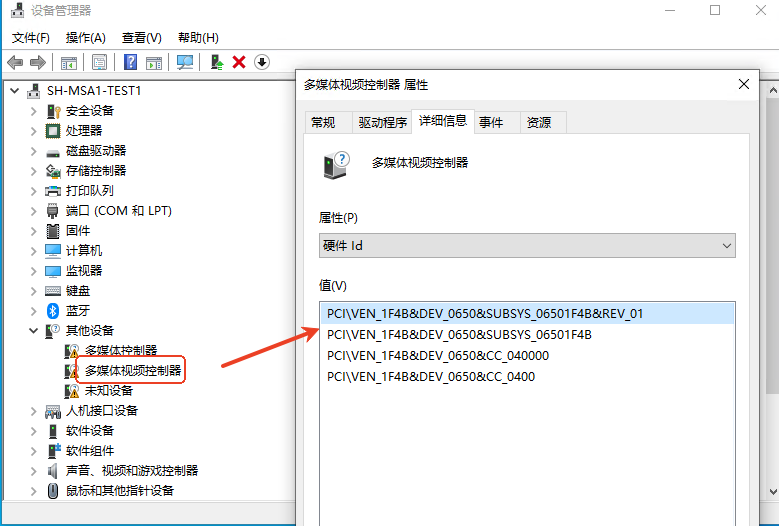 设备管理器
文件(F) 操作(A) 查看(V) 帮助(H)
SH-MSA1-TEST1
安全设备
处理器
磁盘驱动器
存储控制器
打印队列
端口 (COM 和 LPT)
固件
计算机
监视器
键盘
蓝牙
其他设备
多媒体控制器
多媒体视频控制器
未知设备
人机接口设备
软件设备
软件组件
声音、视频和游戏控制器
鼠标和其他指针设备
多媒体视频控制器 属性
常规 驱动程序 详细信息 事件 资源
多媒体视频控制器
属性(P)
硬件 Id
值(V)
PCI\VEN_1F4B&DEV_0650&SUBSYS_06501F4B&REV_01
PCI\VEN_1F4B&DEV_0650&SUBSYS_06501F4B
PCI\VEN_1F4B&DEV_0650&CC_040000
PCI\VEN_1F4B&DEV_0650&CC_0400